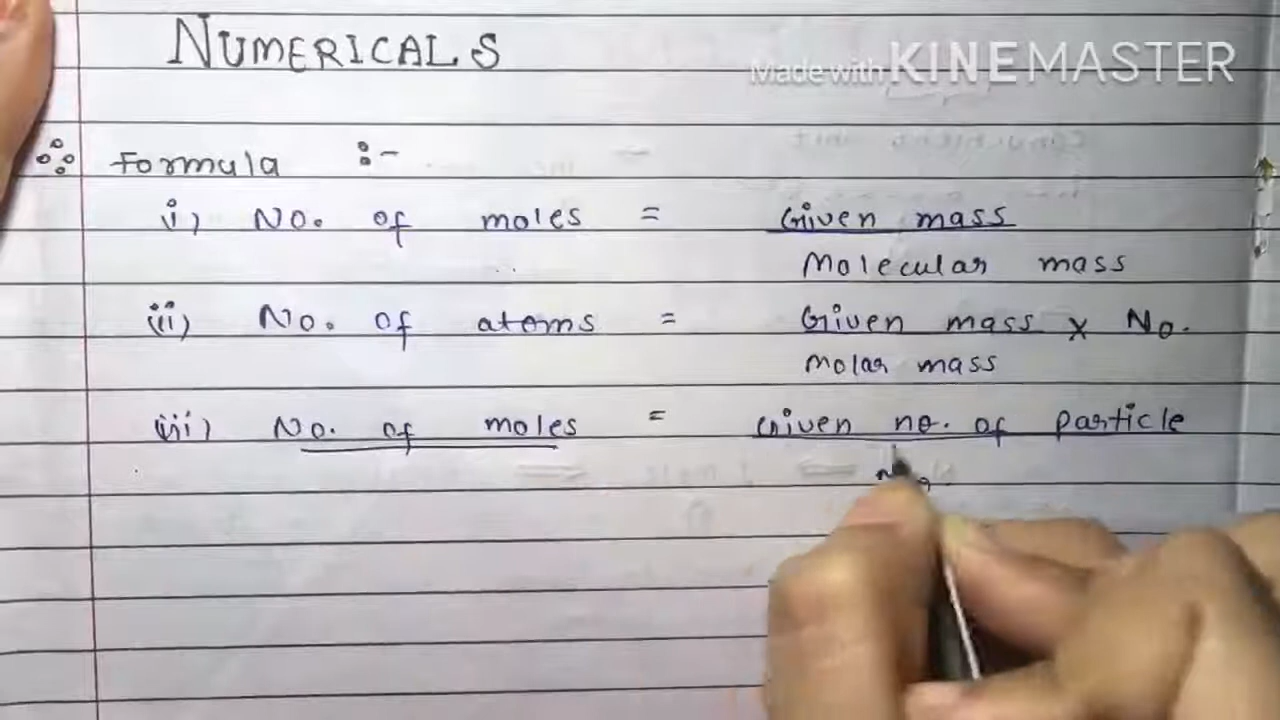 NUMERICALS
Made with KINEMASTER
Formula :-
(i) No. of moles = Given mass
Molecular mass
(ii) No. of atoms = Given mass x No.
Molar mass
(iii) No. of moles = Given no. of particle